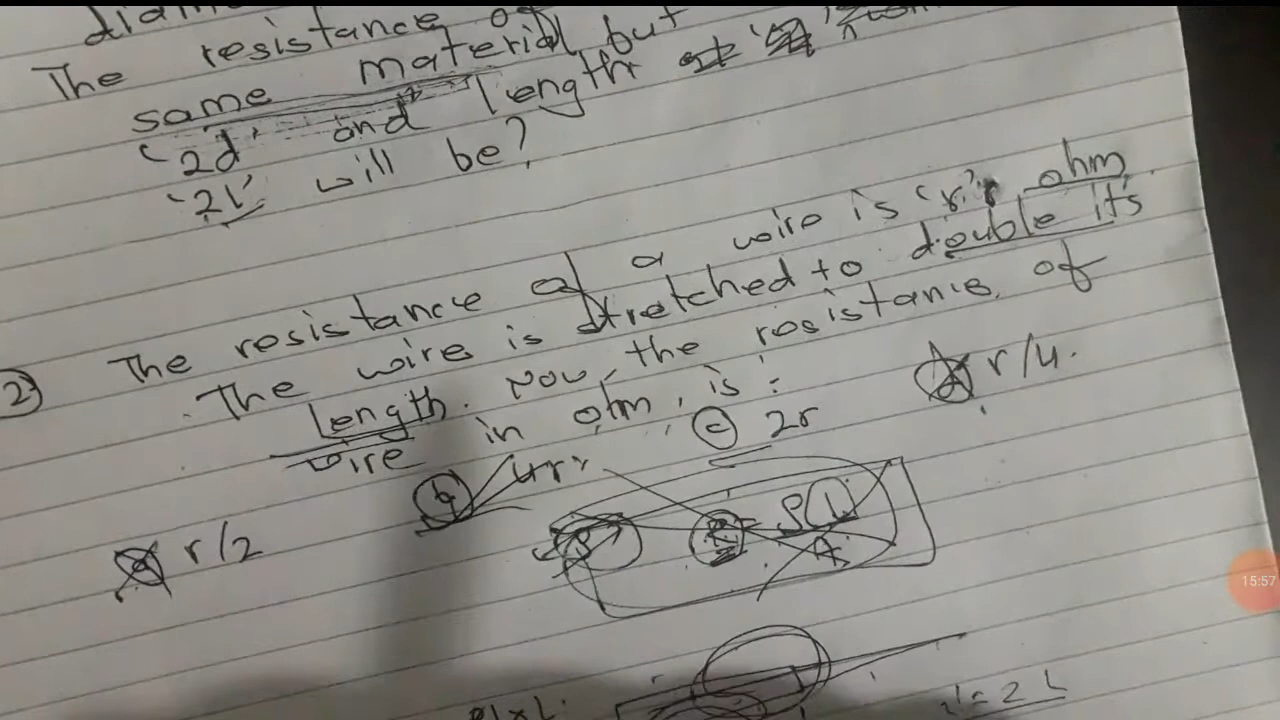 The resistance of
same material, but
'2d' and length
'2l' will be?
2) The resistance of a wire is 'r' ohm
The wire is stretched to double its
length. Now, the resistance of
wire in ohm, is :
r/2
b 4r
c 2r
r/4.
R = ρ(L)
A
15:57
l'= 2 L